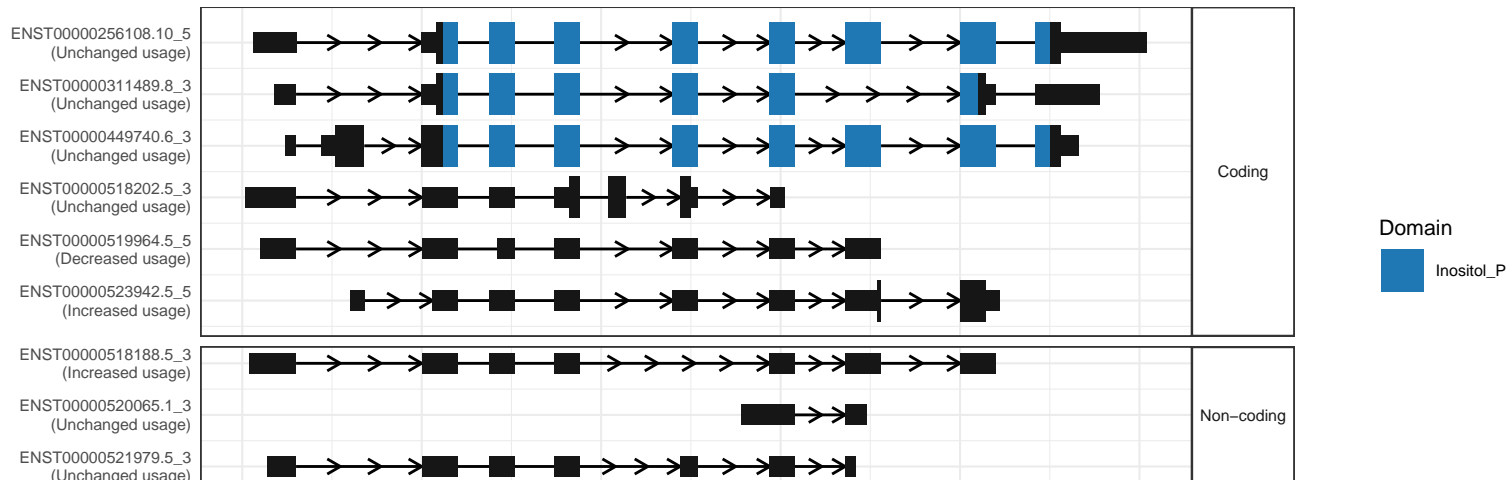 ENST00000256108.10_5
(Unchanged usage)
ENST00000311489.8_3
(Unchanged usage)
ENST00000449740.6_3
(Unchanged usage)
ENST00000518202.5_3
(Unchanged usage)
ENST00000519964.5_5
(Decreased usage)
ENST00000523942.5_5
(Increased usage)
Coding
ENST00000518188.5_3
(Increased usage)
ENST00000520065.1_3
(Unchanged usage)
ENST00000521979.5_3
(Unchanged usage)
Non−coding
Domain
Inositol_P